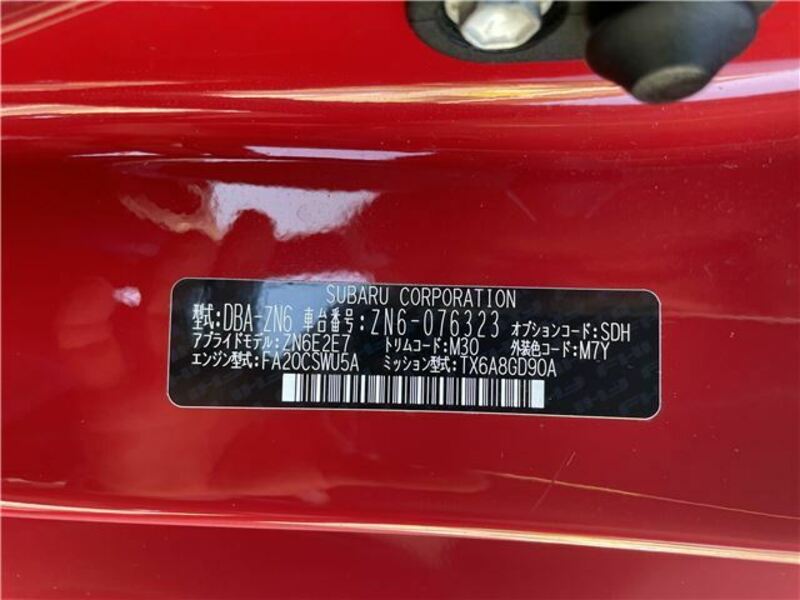 SUBARU CORPORATION
型式:DBA-ZN6 車台番号:ZN6-076323 オプションコード:SDH
アプライドモデル:ZN6E2E7 トリムコード:M30 外装色コード:M7Y
エンジン型式:FA20CSWU5A ミッション型式:TX6A8GD90A